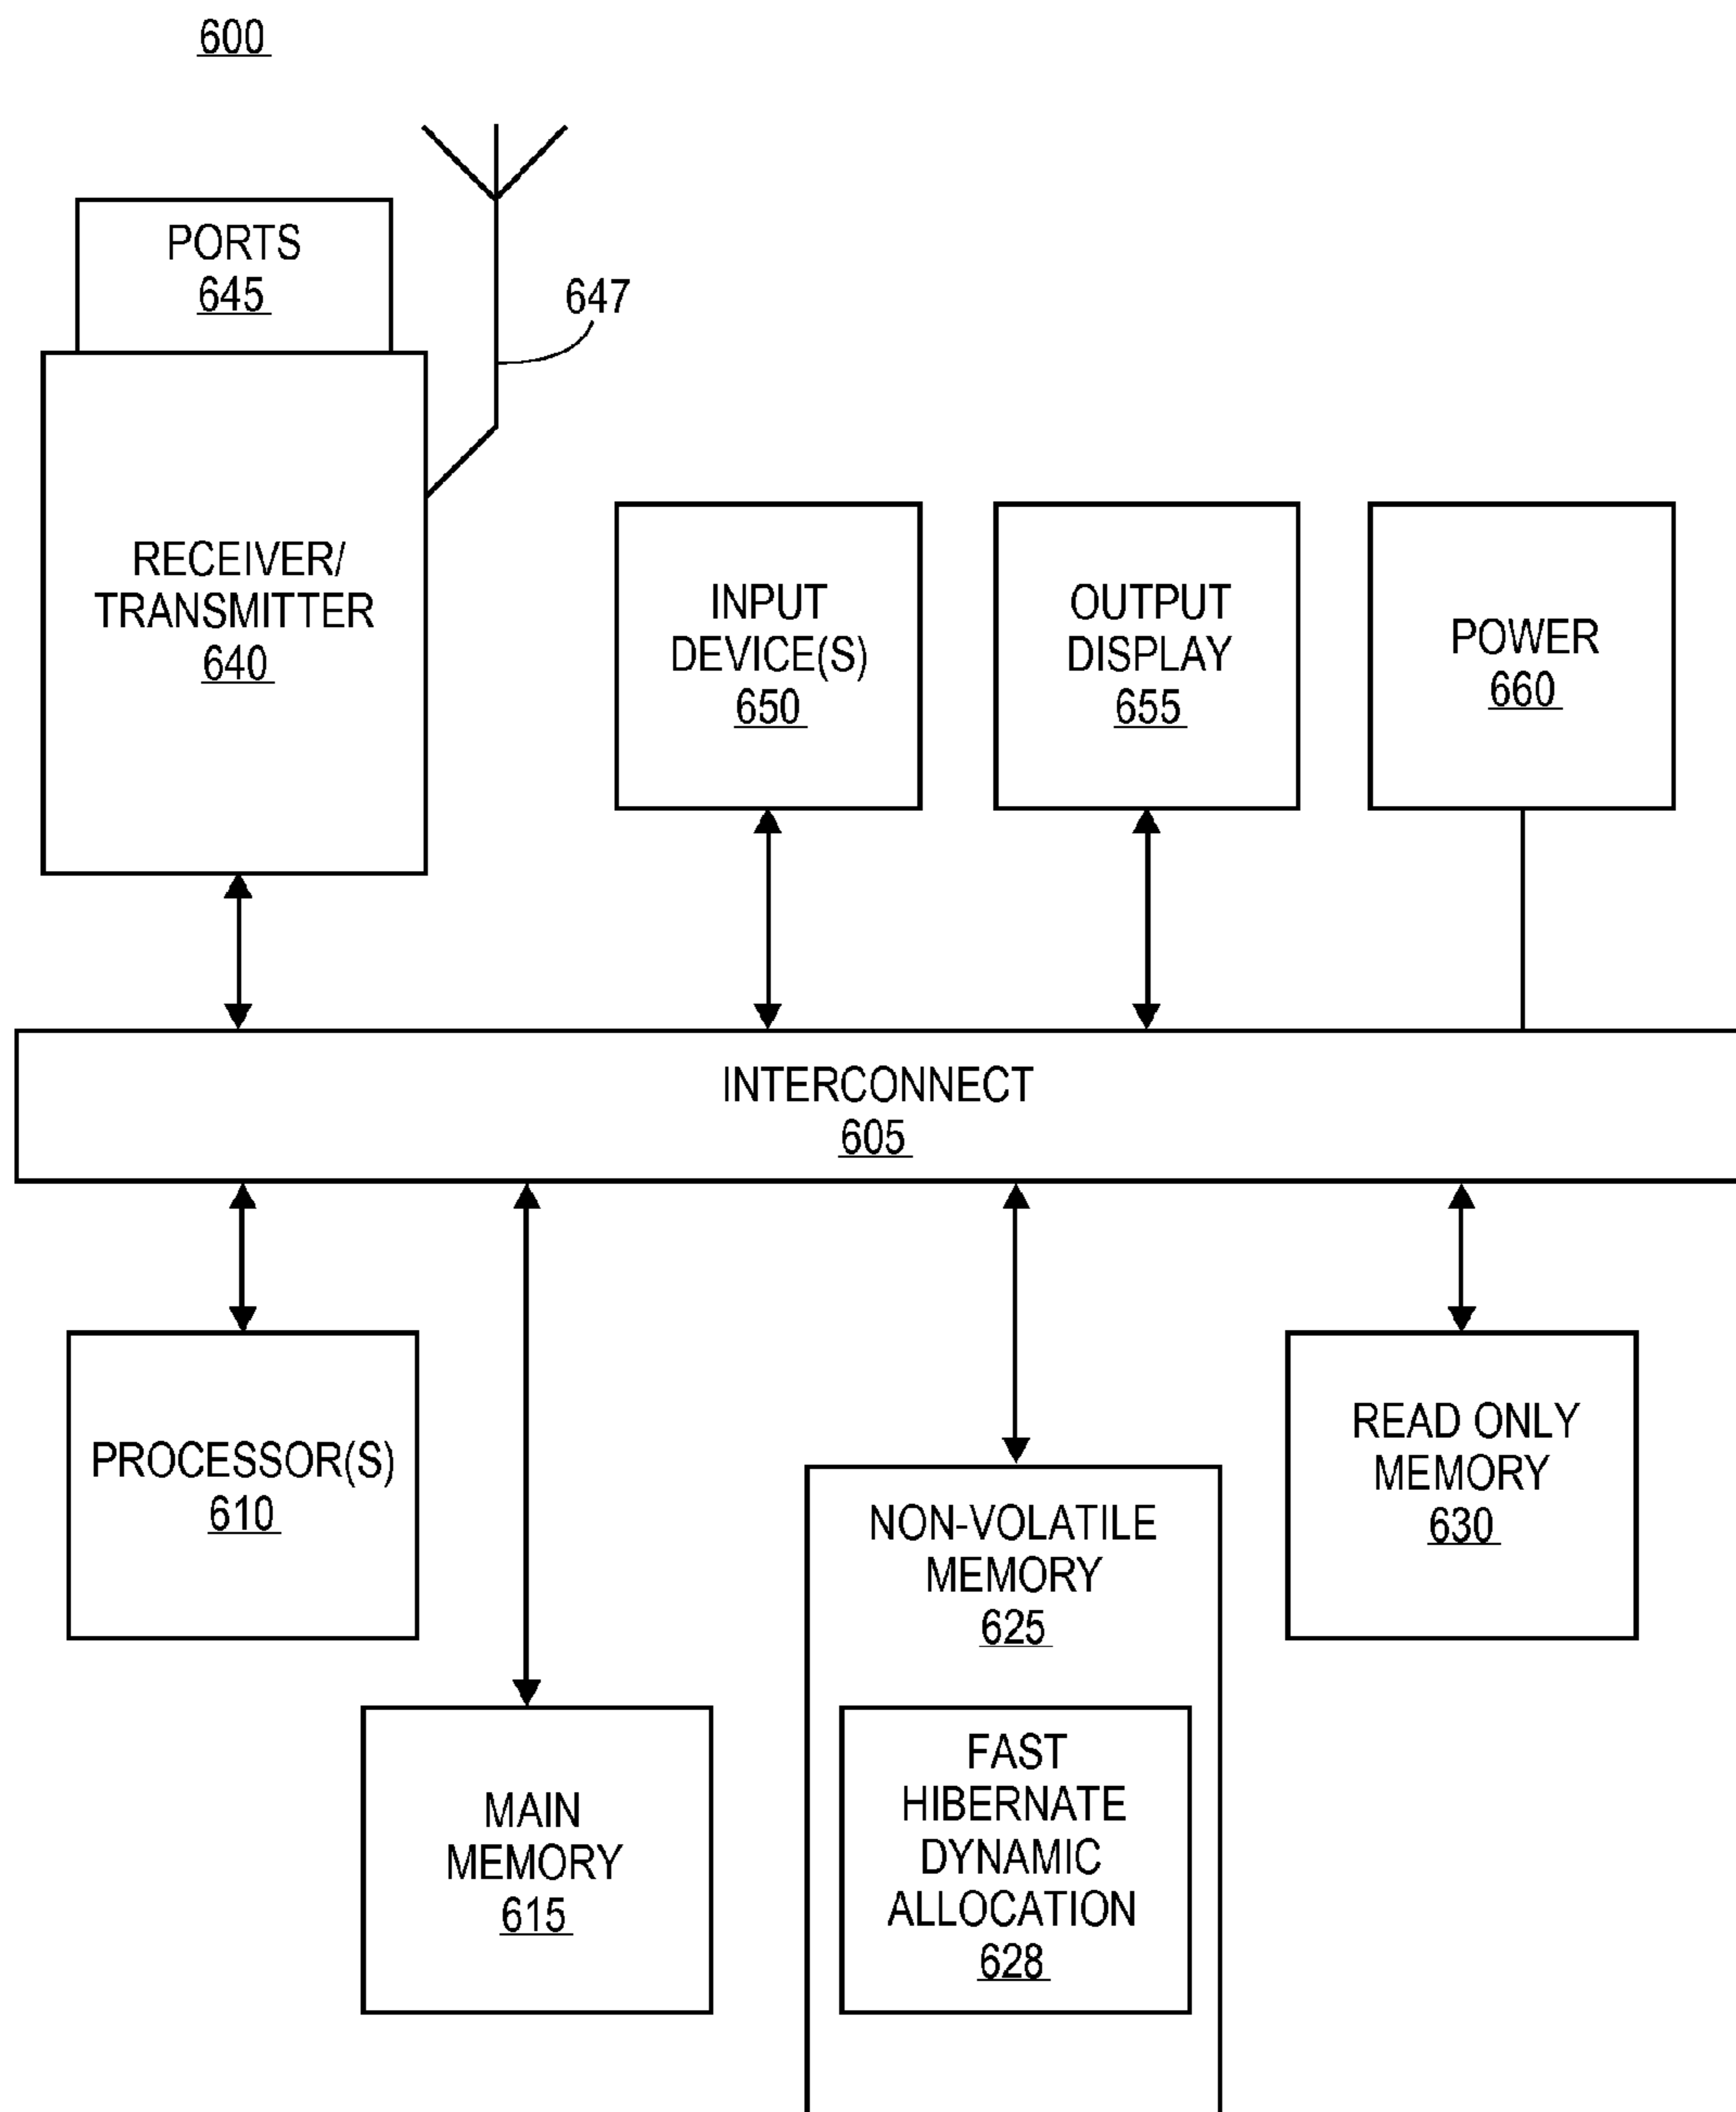 600
PORTS
645
647
RECEIVER/
TRANSMITTER
640
INPUT
DEVICE(S)
650
OUTPUT
DISPLAY
655
POWER
660
INTERCONNECT
605
PROCESSOR(S)
610
MAIN
MEMORY
615
NON-VOLATILE
MEMORY
625
FAST
HIBERNATE
DYNAMIC
ALLOCATION
628
READ ONLY
MEMORY
630